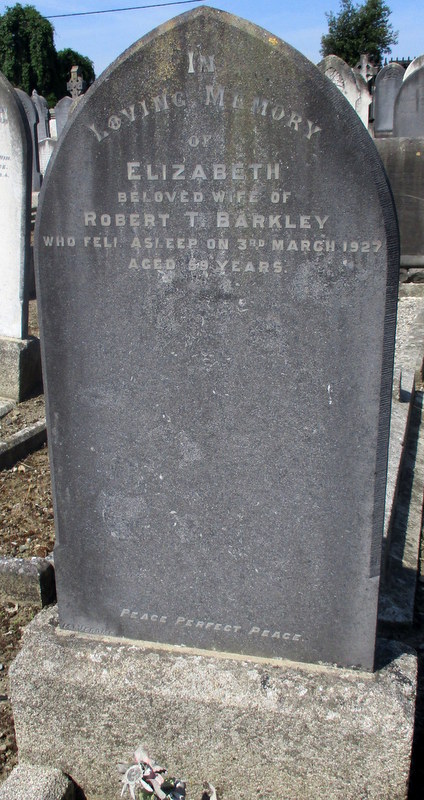 IN
LOVING MEMORY
OF
ELIZABETH
BELOVED WIFE OF
ROBERT T. BARKLEY
WHO FELL ASLEEP ON 3RD MARCH 1927
AGED 59 YEARS.
PEACE PERFECT PEACE.